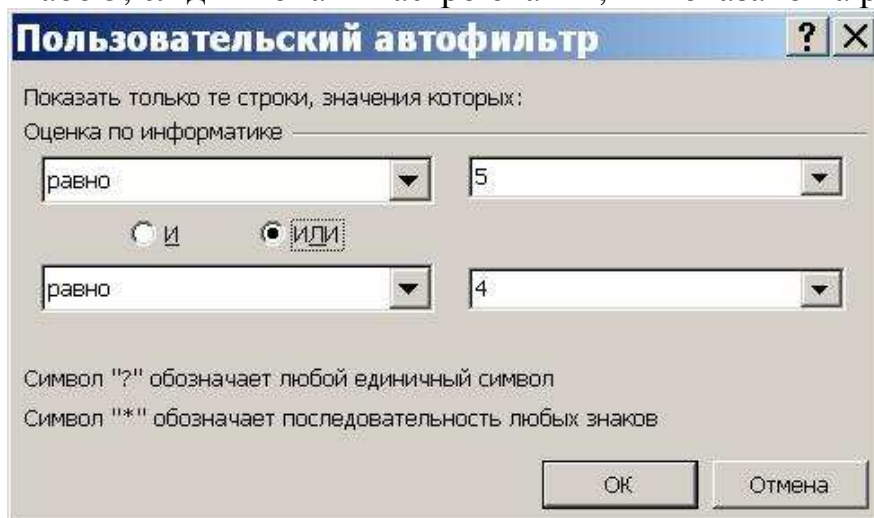 Пользовательский автофильтр
Показать только те строки, значения которых:
Оценка по информатике
равно 5
И ИЛИ
равно 4
Символ "?" обозначает любой единичный символ
Символ "*" обозначает последовательность любых знаков
ОК Отмена